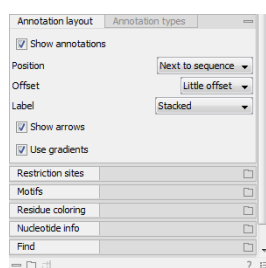 Annotation layout Annotation types
Show annotations
Position Next to sequence
Offset Little offset
Label Stacked
Show arrows
Use gradients
Restriction sites
Motifs
Residue coloring
Nucleotide info
Find
?